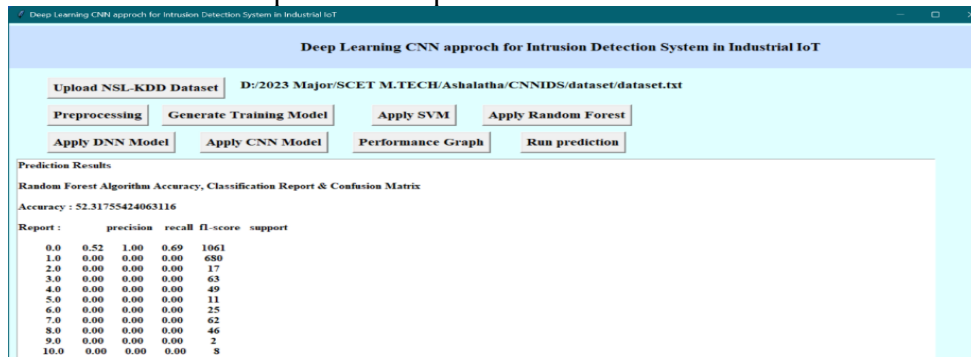 Deep Learning CNN approch for Intrusion Detection System in Industrial IoT
Deep Learning CNN approch for Intrusion Detection System in Industrial IoT
Upload NSL-KDD Dataset D:/2023 Major/SCET M.TECH/Ashalatha/CNNIDS/dataset/dataset.txt
Preprocessing Generate Training Model Apply SVM Apply Random Forest
Apply DNN Model Apply CNN Model Performance Graph Run prediction
Prediction Results
Random Forest Algorithm Accuracy, Classification Report & Confusion Matrix
Accuracy : 52.31755424063116
Report : precision recall f1-score support
0.0 0.52 1.00 0.69 1061
1.0 0.00 0.00 0.00 680
2.0 0.00 0.00 0.00 17
3.0 0.00 0.00 0.00 63
4.0 0.00 0.00 0.00 49
5.0 0.00 0.00 0.00 11
6.0 0.00 0.00 0.00 25
7.0 0.00 0.00 0.00 62
8.0 0.00 0.00 0.00 46
9.0 0.00 0.00 0.00 2
10.0 0.00 0.00 0.00 8